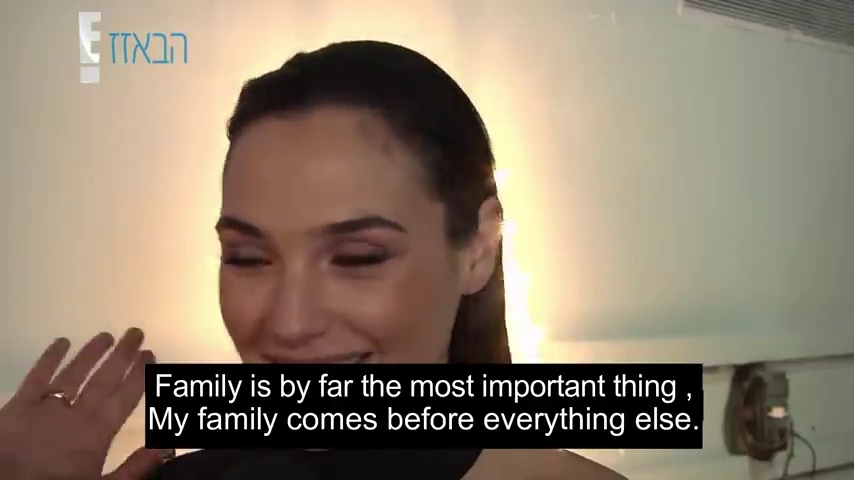 E! הבאזז
Family is by far the most important thing ,
My family comes before everything else.